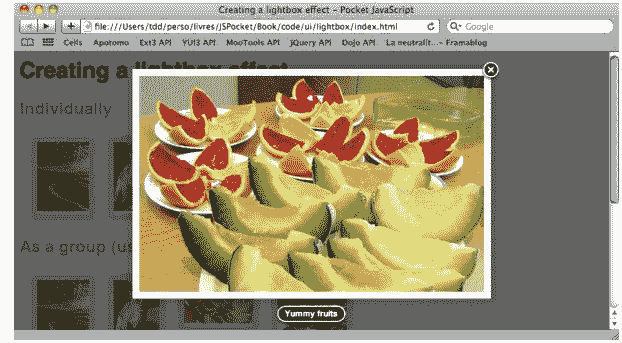 Creating a lightbox effect – Pocket JavaScript
file:///Users/tdd/perso/livres/JSPocket/Book/code/ui/lightbox/index.html
Google
Cells Apotomo Ext3 API YUI3 API MooTools API jQuery API Dojo API La neutralit...– Framablog
Creating a lightbox effect
Individually
As a group (us
Yummy fruits